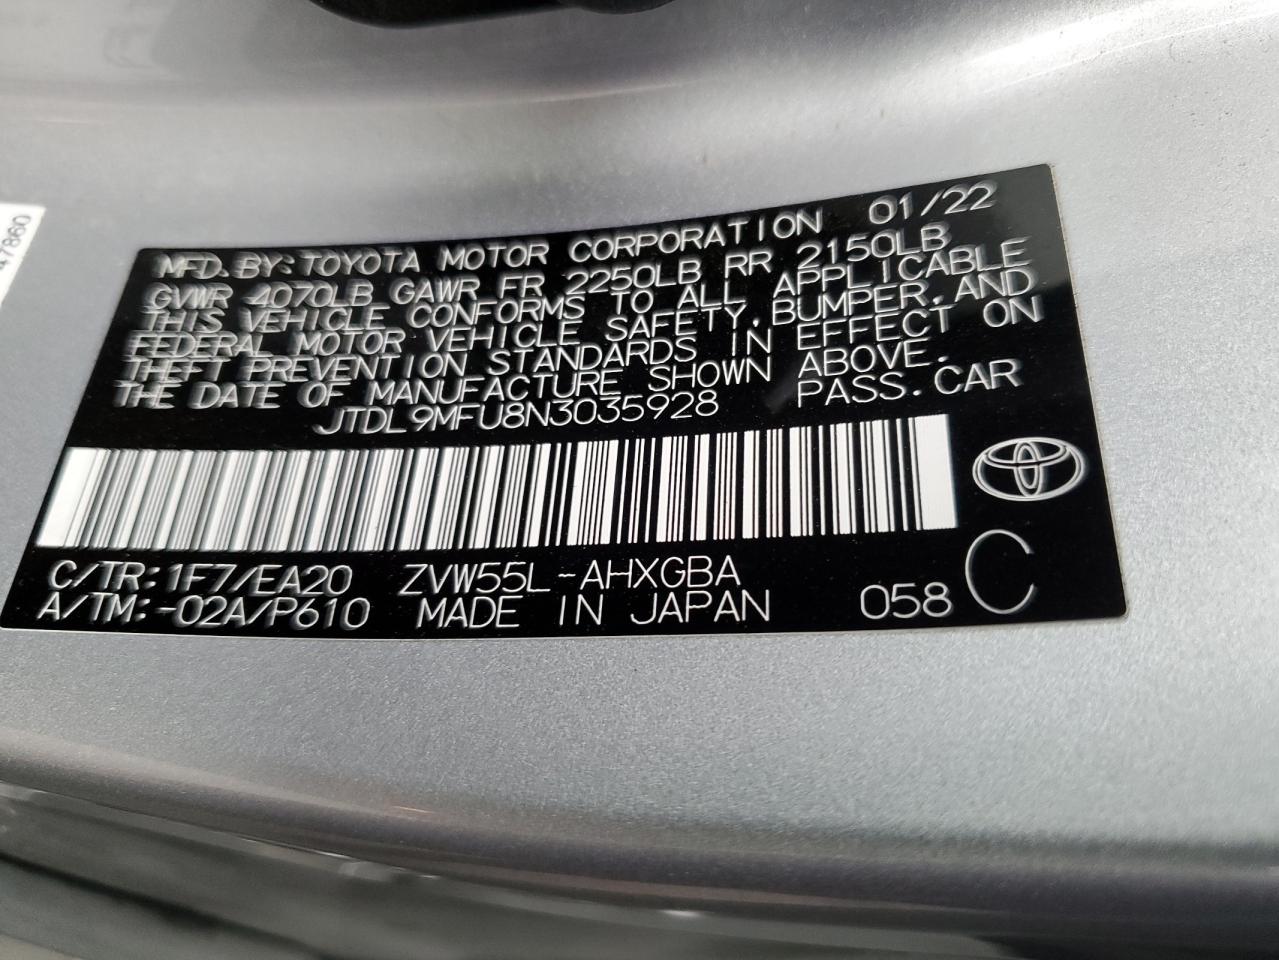 47860
MFD.BY:TOYOTA MOTOR CORPORATION 01/22
GVWR 4070LB GAWR FR 2250LB RR 2150LB
THIS VEHICLE CONFORMS TO ALL APPLICABLE
FEDERAL MOTOR VEHICLE SAFETY,BUMPER,AND
THEFT PREVENTION STANDARDS IN EFFECT ON
THE DATE OF MANUFACTURE SHOWN ABOVE.
JTDL9MFU8N3035928 PASS.CAR
C/TR:1F7/EA20 ZVW55L-AHXGBA
A/TM:-02A/P610 MADE IN JAPAN 058 C